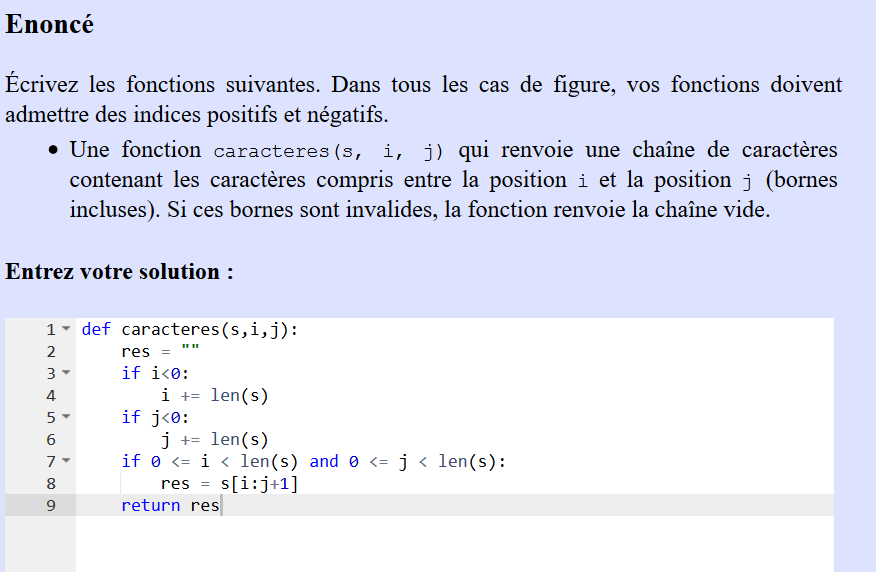 Enoncé
Écrivez les fonctions suivantes. Dans tous les cas de figure, vos fonctions doivent
admettre des indices positifs et négatifs.
• Une fonction caracteres(s, i, j) qui renvoie une chaîne de caractères
contenant les caractères compris entre la position i et la position j (bornes
incluses). Si ces bornes sont invalides, la fonction renvoie la chaîne vide.
Entrez votre solution :
1 def caracteres(s,i,j):
2     res = ""
3     if i<0:
4         i += len(s)
5     if j<0:
6         j += len(s)
7     if 0 <= i < len(s) and 0 <= j < len(s):
8         res = s[i:j+1]
9     return res